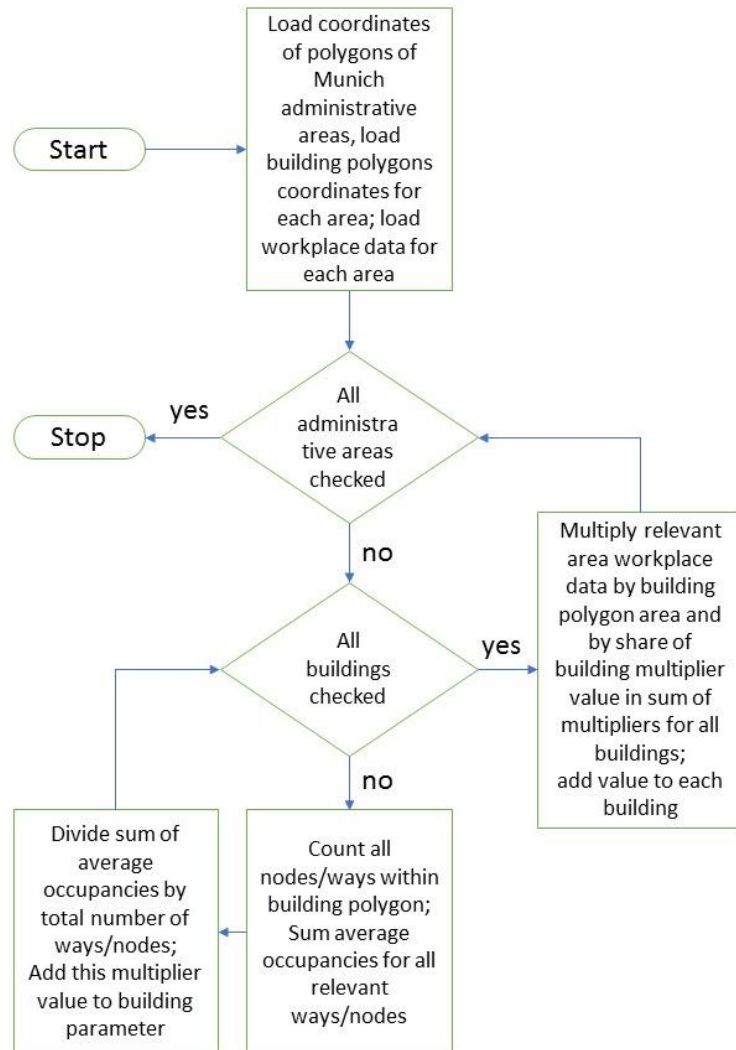 Start
Load coordinates
of polygons of
Munich
administrative
areas, load
building polygons
coordinates for
each area; load
workplace data for
each area
yes
Stop
All
administra
tive areas
checked
no
All
buildings
checked
yes
Multiply relevant
area workplace
data by building
polygon area and
by share of
building multiplier
value in sum of
multipliers for all
buildings;
add value to each
building
no
Divide sum of
average
occupancies by
total number of
ways/nodes;
Add this multiplier
value to building
parameter
Count all
nodes/ways within
building polygon;
Sum average
occupancies for all
relevant
ways/nodes